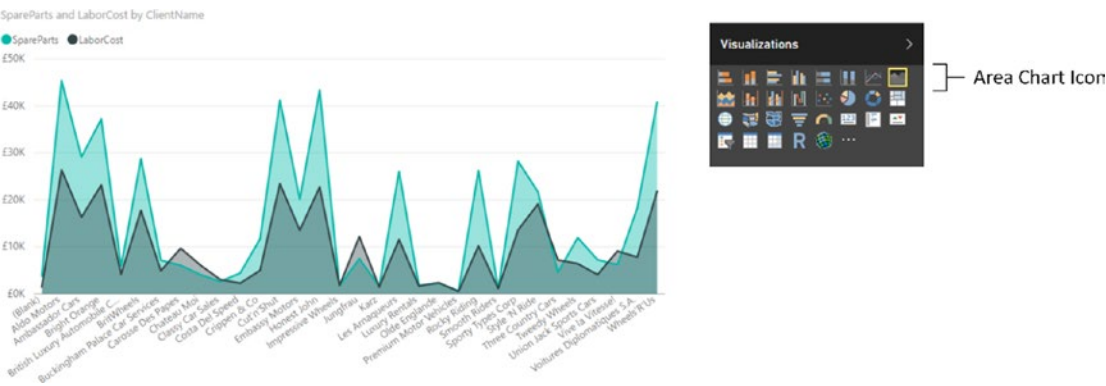 SpareParts and LaborCost by ClientName
SpareParts LaborCost
£50K
£40K
£30K
£20K
£10K
£0K
(Blank)
Aldo Motors
Ambassador Cars
Bright Orange
British Luxury Automobile C...
BritWheels
Buckingham Palace Car Services
Carosse Des Papes
Chateau Moi
Classy Car Sales
Costa Del Speed
Crippen & Co
Cut'n'Shut
Embassy Motors
Honest John
Impressive Wheels
Jungfrau
Karz
Les Arnaqueurs
Luxury Rentals
Olde Englande
Premium Motor Vehicles
Rocky Riding
Smooth Riders
Sporty Types Corp
Style 'N Ride
Three Country Cars
Tweedy Wheels
Union Jack Sports Cars
Vive la Vitesse!
Voitures Diplomatiques S.A.
Wheels R'Us
Visualizations
R
Area Chart Icon